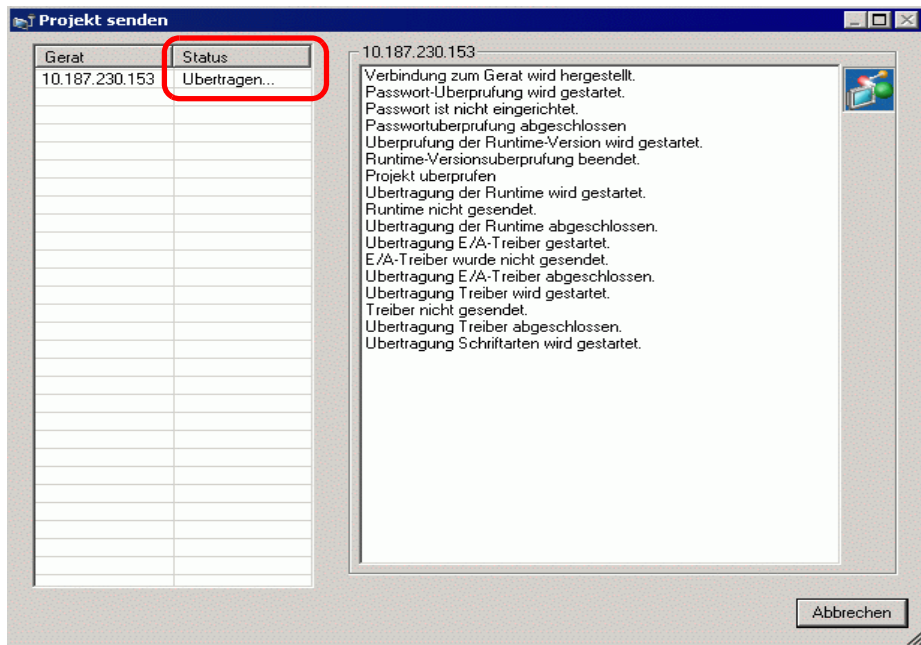 Projekt senden
Gerat Status
10.187.230.153 Ubertragen...
10.187.230.153
Verbindung zum Gerat wird hergestellt.
Passwort-Uberprufung wird gestartet.
Passwort ist nicht eingerichtet.
Passwortuberprufung abgeschlossen
Uberprufung der Runtime-Version wird gestartet.
Runtime-Versionsuberprufung beendet.
Projekt uberprufen
Ubertragung der Runtime wird gestartet.
Runtime nicht gesendet.
Ubertragung der Runtime abgeschlossen.
Ubertragung E/A-Treiber gestartet.
E/A-Treiber wurde nicht gesendet.
Ubertragung E/A-Treiber abgeschlossen.
Ubertragung Treiber wird gestartet.
Treiber nicht gesendet.
Ubertragung Treiber abgeschlossen.
Ubertragung Schriftarten wird gestartet.
Abbrechen